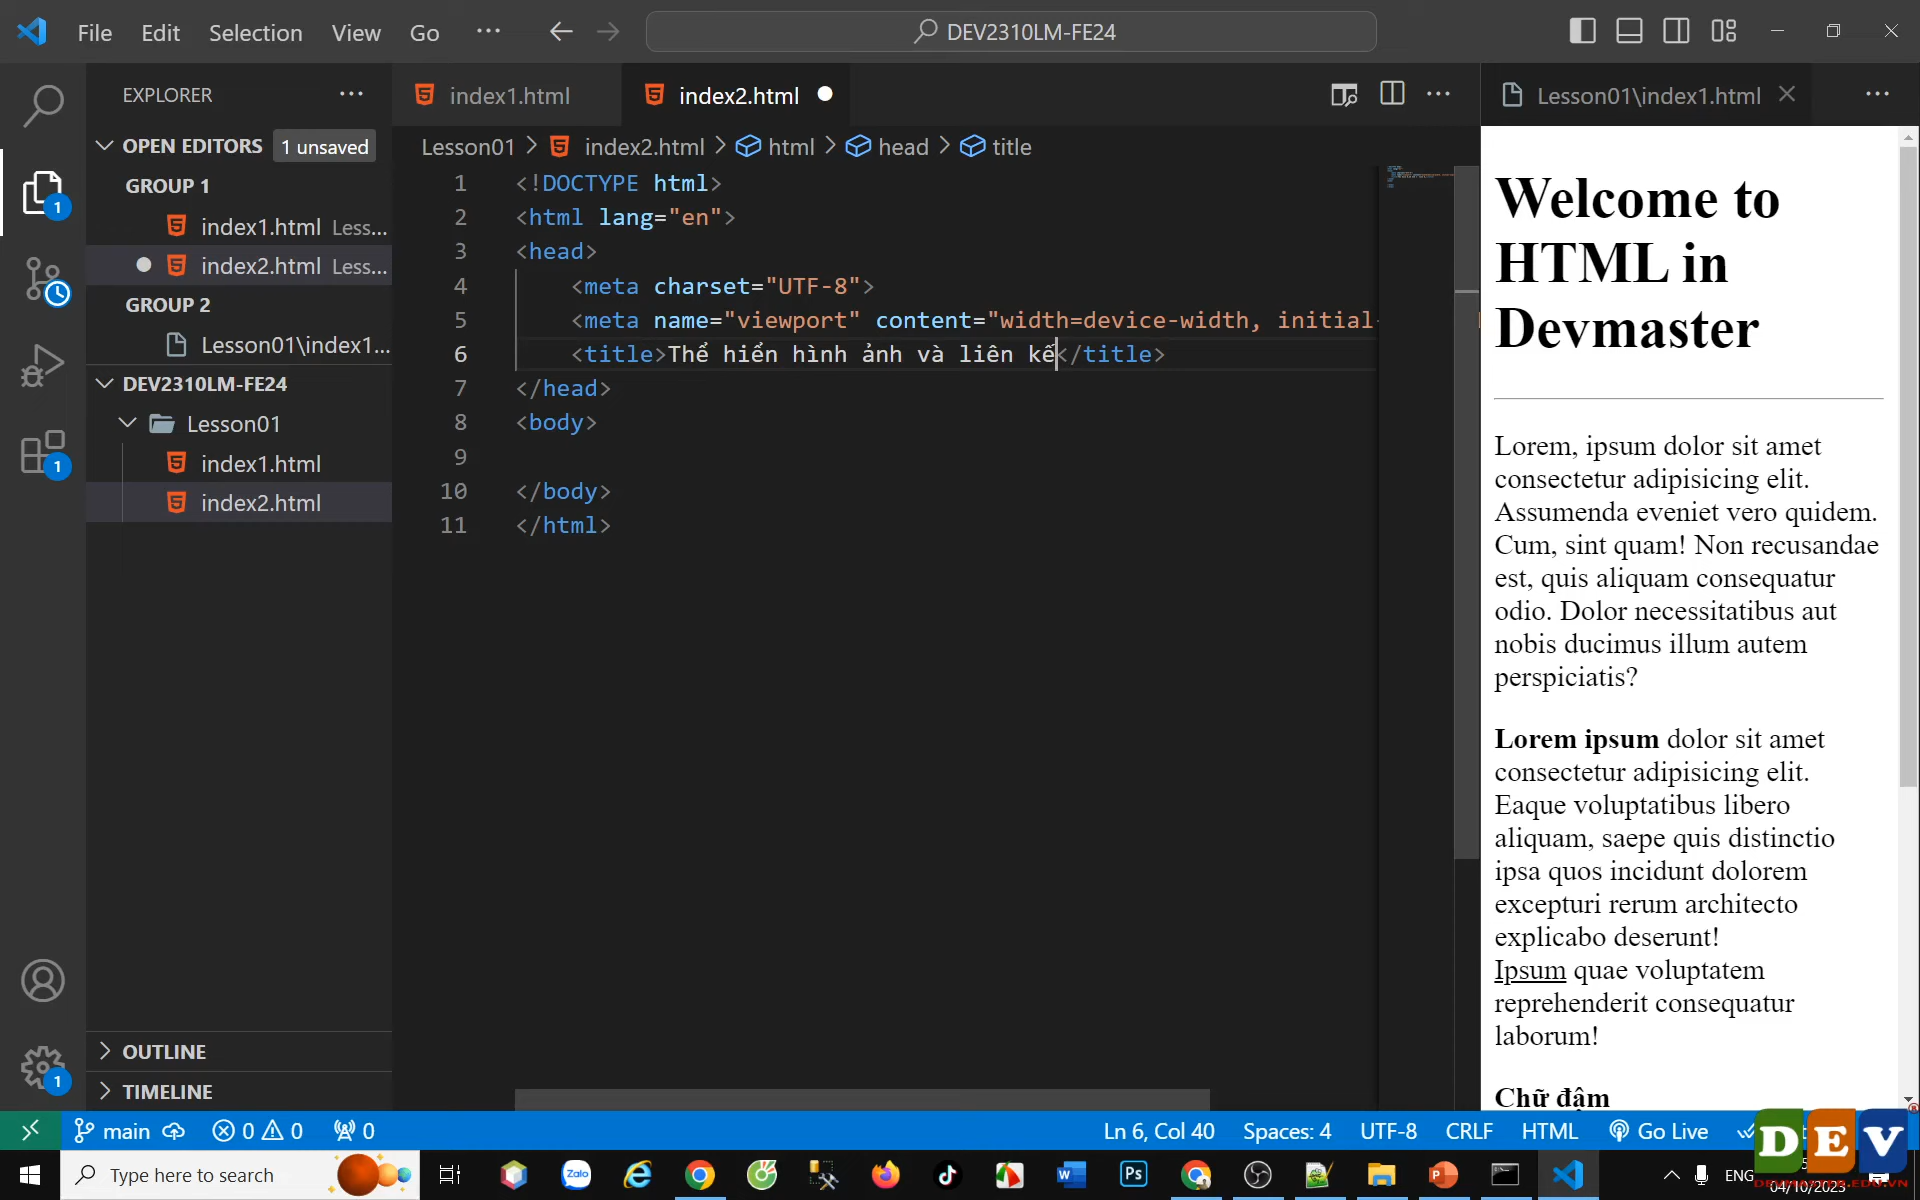 File Edit Selection View Go ··· DEV2310LM-FE24
EXPLORER ···
index1.html
index2.html
Lesson01\index1.html
OPEN EDITORS 1 unsaved
GROUP 1
index1.html Less...
index2.html Less...
GROUP 2
Lesson01\index1...
DEV2310LM-FE24
Lesson01
index1.html
index2.html
OUTLINE
TIMELINE
Lesson01 > index2.html > html > head > title
1 <!DOCTYPE html>
2 <html lang="en">
3 <head>
4 <meta charset="UTF-8">
5 <meta name="viewport" content="width=device-width, initial-
6 <title>Thể hiển hình ảnh và liên kế</title>
7 </head>
8 <body>
9
10 </body>
11 </html>
Welcome to
HTML in
Devmaster
Lorem, ipsum dolor sit amet
consectetur adipisicing elit.
Assumenda eveniet vero quidem.
Cum, sint quam! Non recusandae
est, quis aliquam consequatur
odio. Dolor necessitatibus aut
nobis ducimus illum autem
perspiciatis?
Lorem ipsum dolor sit amet
consectetur adipisicing elit.
Eaque voluptatibus libero
aliquam, saepe quis distinctio
ipsa quos incidunt dolorem
excepturi rerum architecto
explicabo deserunt!
Ipsum quae voluptatem
reprehenderit consequatur
laborum!
Chữ đậm
main 0 0 0 Ln 6, Col 40 Spaces: 4 UTF-8 CRLF HTML Go Live
Type here to search
Zalo
Ps
ENG
04/10/2023
DEV
DEVMASTER.EDU.VN